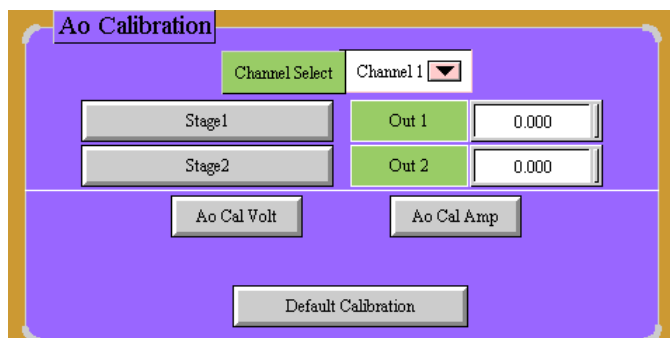 Ao Calibration
Channel Select Channel 1
Stage1 Out 1 0.000
Stage2 Out 2 0.000
Ao Cal Volt Ao Cal Amp
Default Calibration